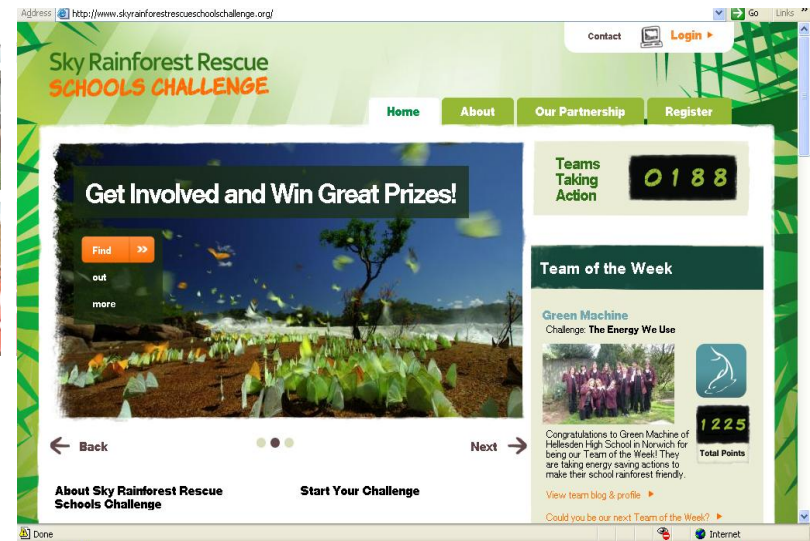 Address http://www.skyrainforestrescueschoolschallenge.org/ Go Links »
Contact Login
Sky Rainforest Rescue
SCHOOLS CHALLENGE
Home About Our Partnership Register
Get Involved and Win Great Prizes!
Find »
out
more
Back Next
About Sky Rainforest Rescue
Schools Challenge
Start Your Challenge
Teams
Taking
Action
0188
Team of the Week
Green Machine
Challenge: The Energy We Use
1225
Total Points
Congratulations to Green Machine of
Hellesden High School in Norwich for
being our Team of the Week! They
are taking energy saving actions to
make their school rainforest friendly.
View team blog & profile
Could you be our next Team of the Week?
Done Internet